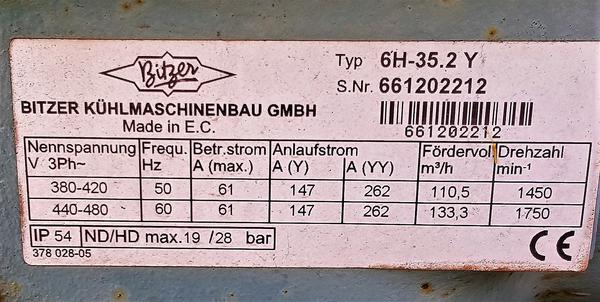 Bitzer
Typ 6H-35.2 Y
S.Nr. 661202212
BITZER KÜHLMASCHINENBAU GMBH
Made in E.C.
661202212
Nennspannung Frequ. Betr.strom Anlaufstrom Fördervol Drehzahl
V 3Ph~ Hz A (max.) A (Y) A (YY) m³/h min-¹
380-420 50 61 147 262 110,5 1450
440-480 60 61 147 262 133,3 1750
IP 54 ND/HD max.19 /28 bar
378 028-05
CE